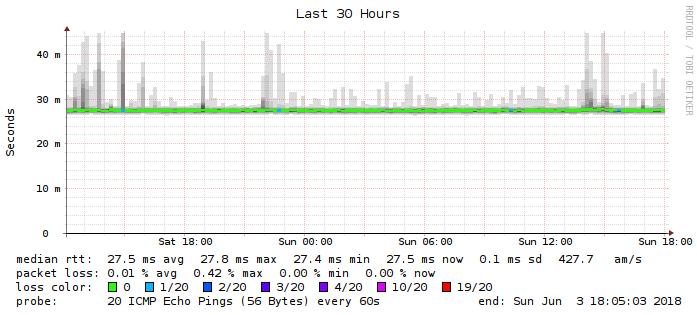 Last 30 Hours
RRDTOOL / TOBI OETIKER
Seconds
40 m
30 m
20 m
10 m
0
Sat 18:00 Sun 00:00 Sun 06:00 Sun 12:00 Sun 18:00
median rtt: 27.5 ms avg 27.8 ms max 27.4 ms min 27.5 ms now 0.1 ms sd 427.7 am/s
packet loss: 0.01 % avg 0.42 % max 0.00 % min 0.00 % now
loss color: 0 1/20 2/20 3/20 4/20 10/20 19/20
probe: 20 ICMP Echo Pings (56 Bytes) every 60s end: Sun Jun 3 18:05:03 2018